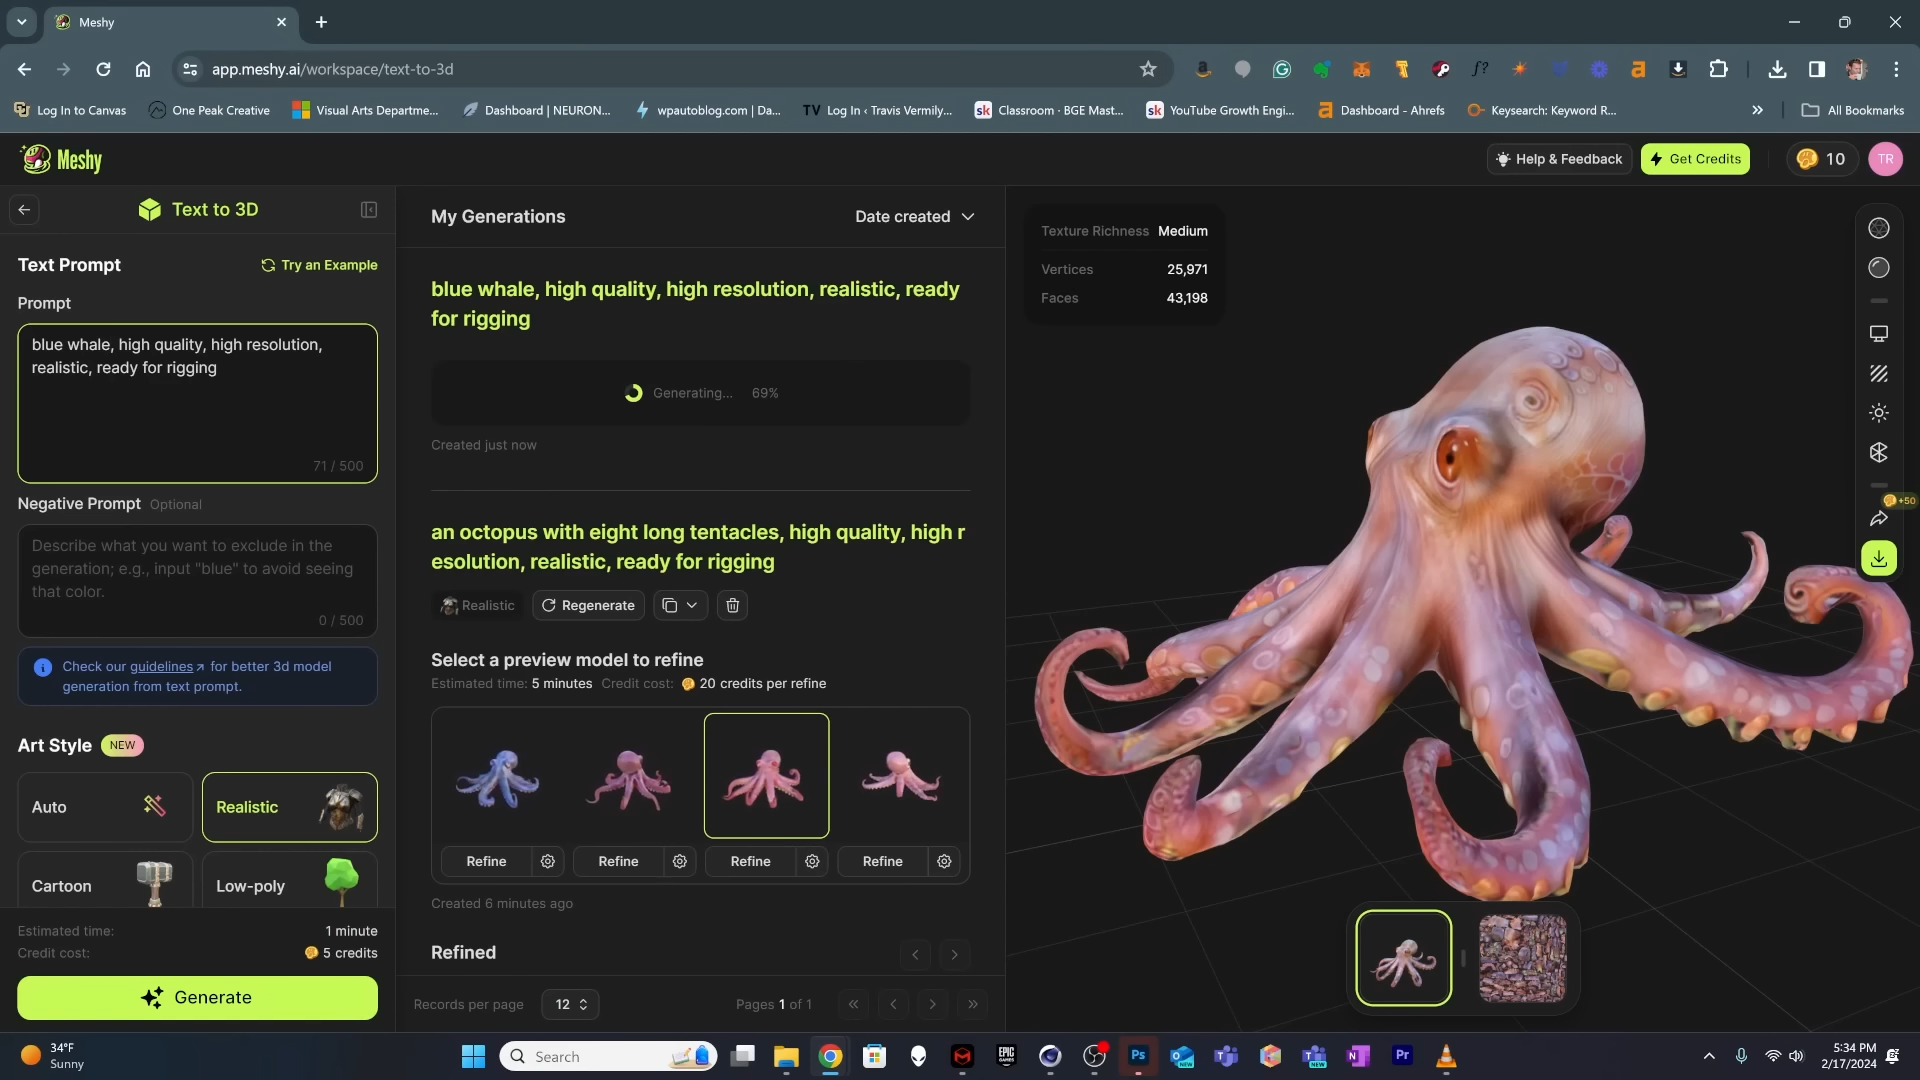 Meshy
app.meshy.ai/workspace/text-to-3d
Log In to Canvas
One Peak Creative
Visual Arts Departme...
Dashboard | NEURON...
wpautoblog.com | Da...
TV Log In ‹ Travis Vermily...
sk Classroom · BGE Mast...
sk YouTube Growth Engi...
Dashboard - Ahrefs
Keysearch: Keyword R...
All Bookmarks
Meshy
Help & Feedback
Get Credits
10
TR
Text to 3D
Text Prompt
Try an Example
Prompt
blue whale, high quality, high resolution,
realistic, ready for rigging
71 / 500
Negative Prompt Optional
Describe what you want to exclude in the
generation; e.g., input "blue" to avoid seeing
that color.
0 / 500
Check our guidelines for better 3d model
generation from text prompt.
Art Style NEW
Auto
Realistic
Cartoon
Low-poly
Estimated time: 1 minute
Credit cost: 5 credits
Generate
My Generations
Date created
blue whale, high quality, high resolution, realistic, ready
for rigging
Generating... 69%
Created just now
an octopus with eight long tentacles, high quality, high r
esolution, realistic, ready for rigging
Realistic
Regenerate
Select a preview model to refine
Estimated time: 5 minutes Credit cost: 20 credits per refine
Refine
Refine
Refine
Refine
Created 6 minutes ago
Refined
Records per page 12
Pages 1 of 1
Texture Richness Medium
Vertices 25,971
Faces 43,198
+50
34°F
Sunny
Search
EPIC
GAMES
Ps
NEW
NEW
N
Pr
5:34 PM
2/17/2024